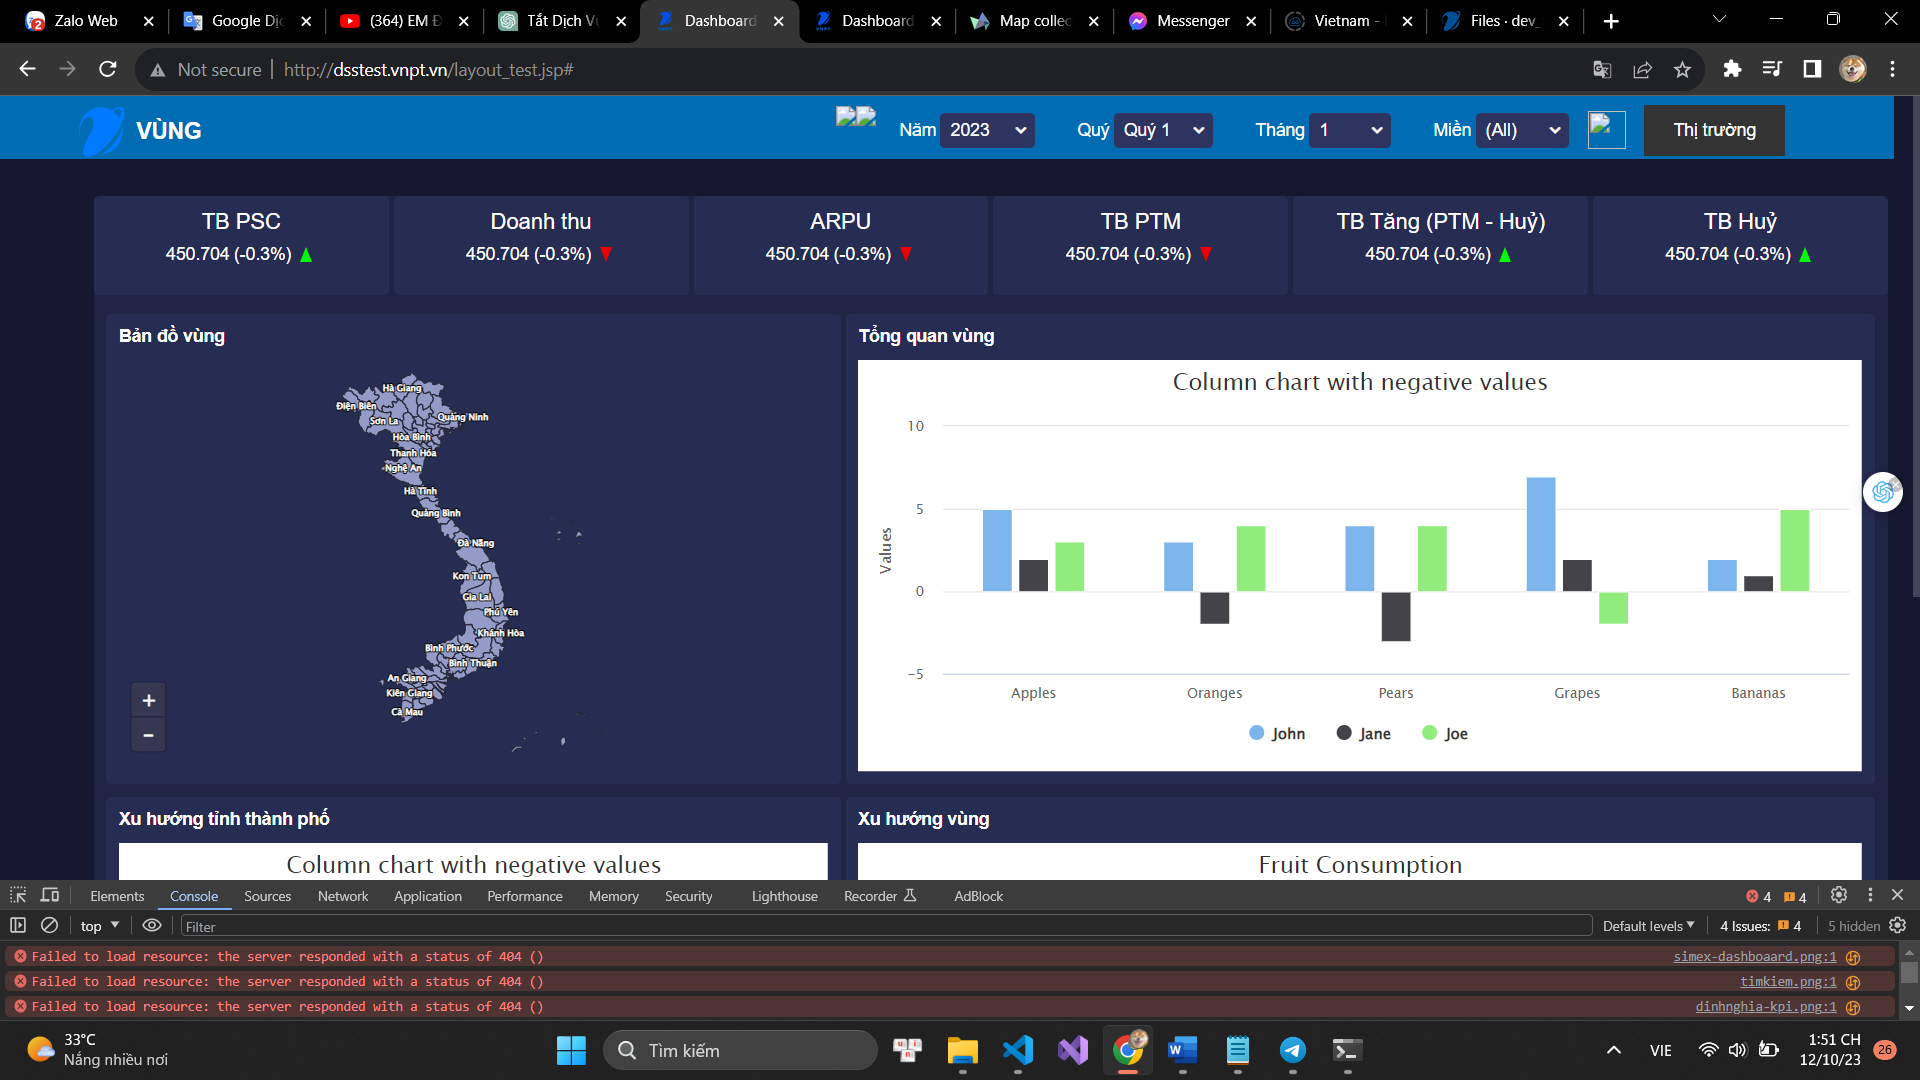 Zalo Web
Google Dịc
(364) EM Đ
Tắt Dịch Vụ
Dashboard
Dashboard
Map collec
Messenger
Vietnam -
Files · dev_
Not secure
http://dsstest.vnpt.vn/layout_test.jsp#
VÙNG
Năm 2023
Quý Quý 1
Tháng 1
Miền (All)
Thị trường
TB PSC
450.704 (-0.3%)
Doanh thu
450.704 (-0.3%)
ARPU
450.704 (-0.3%)
TB PTM
450.704 (-0.3%)
TB Tăng (PTM - Huỷ)
450.704 (-0.3%)
TB Huỷ
450.704 (-0.3%)
Bản đồ vùng
Hà Giang
Điện Biên
Quảng Ninh
Sơn La
Hòa Bình
Thanh Hóa
Nghệ An
Hà Tĩnh
Quảng Bình
Đà Nẵng
Kon Tum
Gia Lai
Phú Yên
Khánh Hòa
Bình Phước
Bình Thuận
An Giang
Kiên Giang
Cà Mau
+
−
Tổng quan vùng
Column chart with negative values
10
5
0
-5
Values
Apples
Oranges
Pears
Grapes
Bananas
John
Jane
Joe
Xu hướng tỉnh thành phố
Column chart with negative values
Xu hướng vùng
Fruit Consumption
Elements
Console
Sources
Network
Application
Performance
Memory
Security
Lighthouse
Recorder
AdBlock
4
4
top
Filter
Default levels
4 Issues: 4
5 hidden
Failed to load resource: the server responded with a status of 404 ()
simex-dashboaard.png:1
Failed to load resource: the server responded with a status of 404 ()
timkiem.png:1
Failed to load resource: the server responded with a status of 404 ()
dinhnghia-kpi.png:1
33°C
Nắng nhiều nơi
Tìm kiếm
VIE
1:51 CH
12/10/23
26